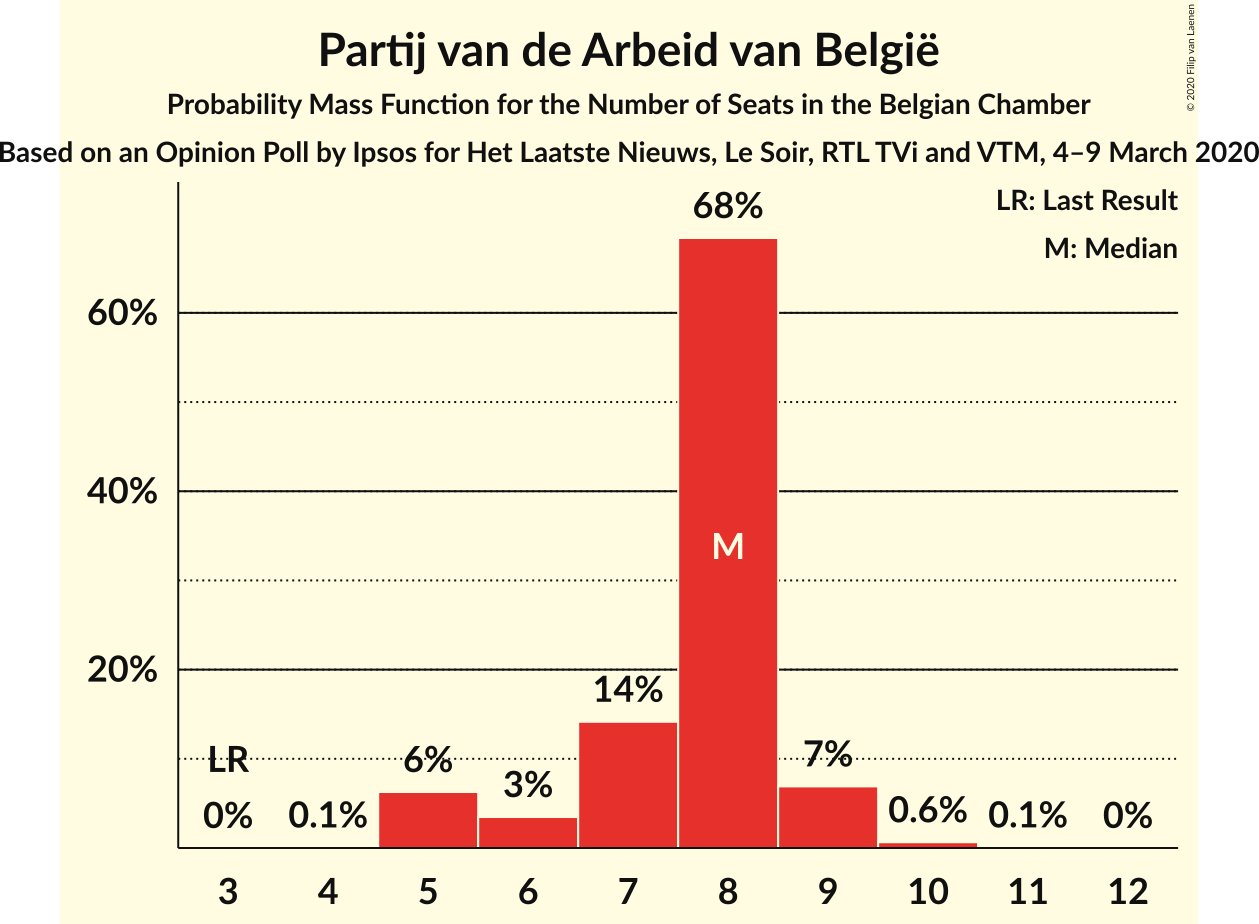 Partij van de Arbeid van België
Probability Mass Function for the Number of Seats in the Belgian Chamber
Based on an Opinion Poll by Ipsos for Het Laatste Nieuws, Le Soir, RTL TVi and VTM, 4–9 March 2020
© 2020 Filip van Laenen
LR: Last Result
M: Median
60%
40%
20%
LR
0%
0.1%
6%
3%
14%
68%
M
7%
0.6%
0.1%
0%
3 4 5 6 7 8 9 10 11 12